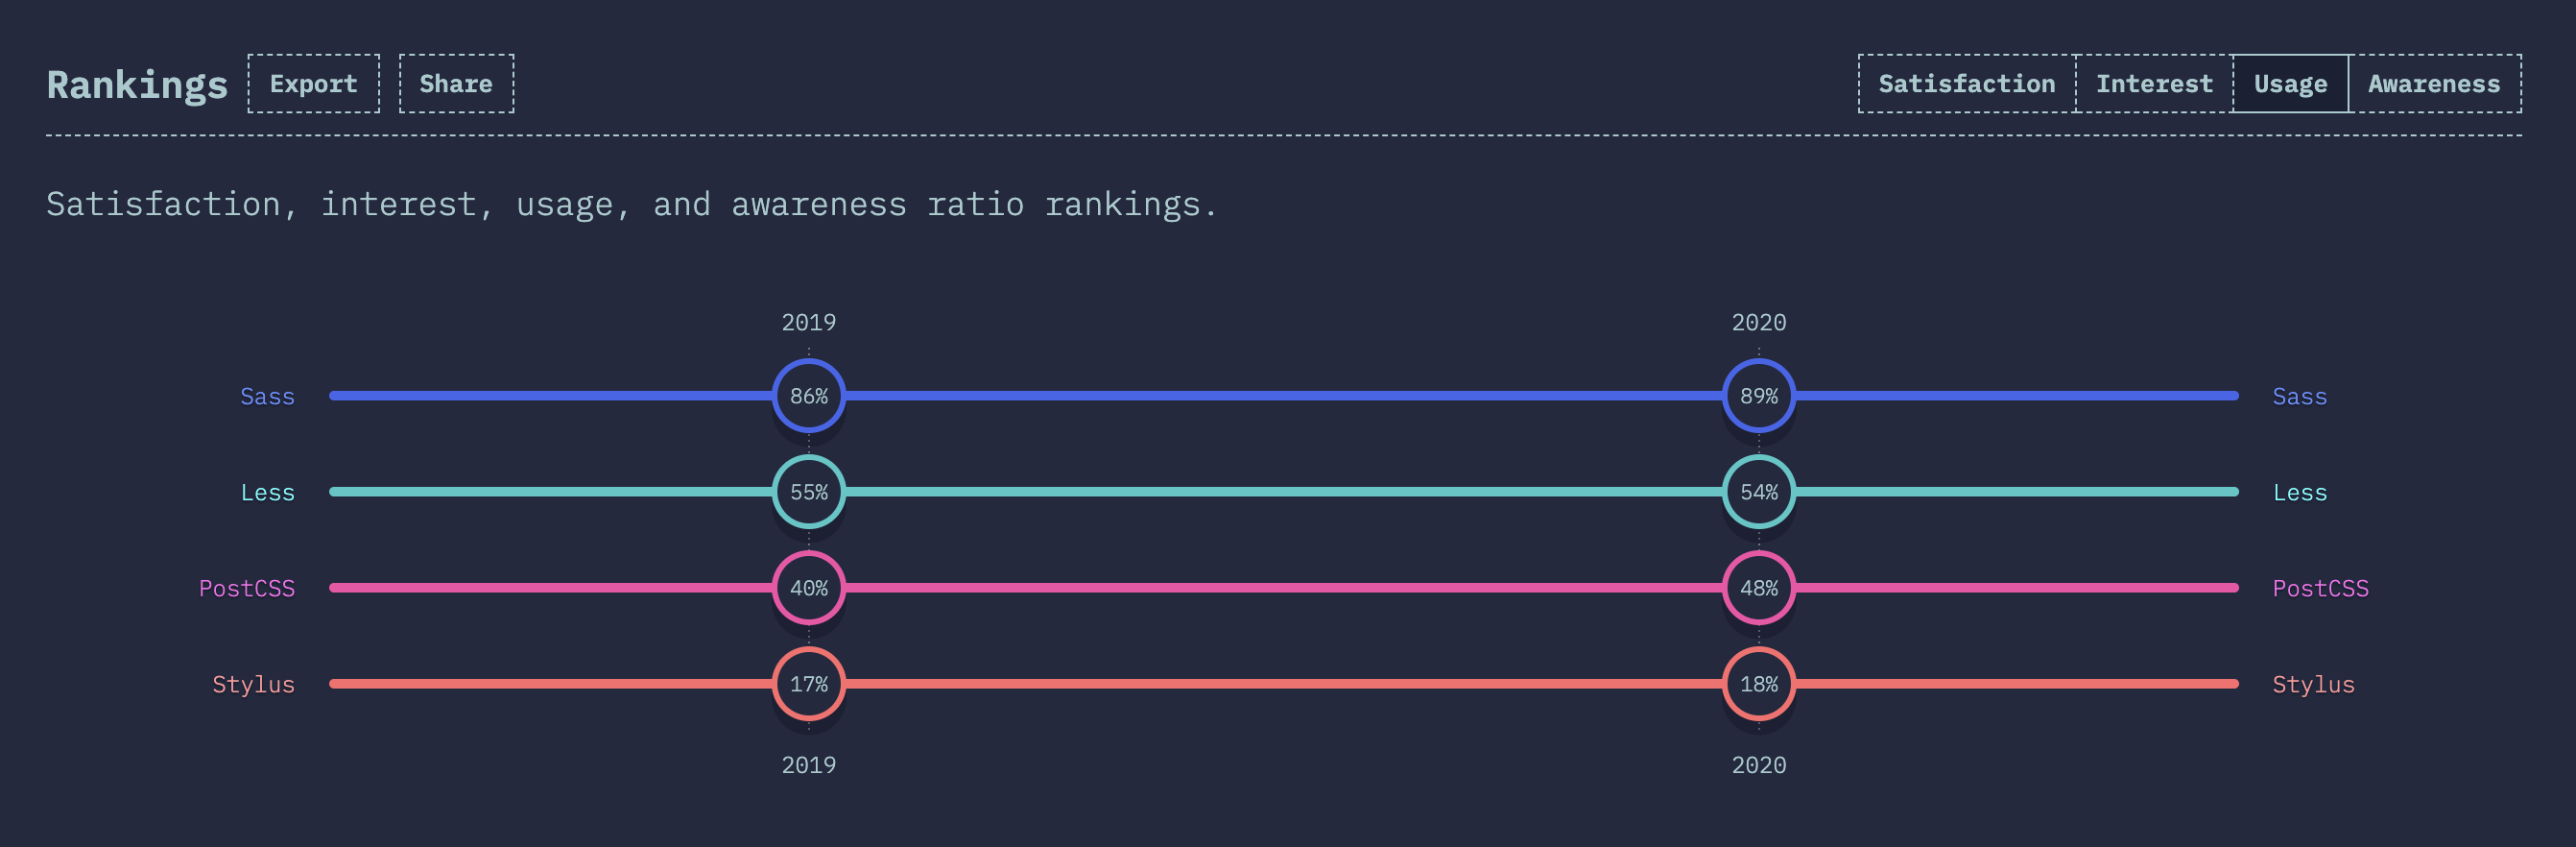 Rankings Export Share Satisfaction Interest Usage Awareness
Satisfaction, interest, usage, and awareness ratio rankings.
2019 2020
Sass 86% 89% Sass
Less 55% 54% Less
PostCSS 40% 48% PostCSS
Stylus 17% 18% Stylus
2019 2020